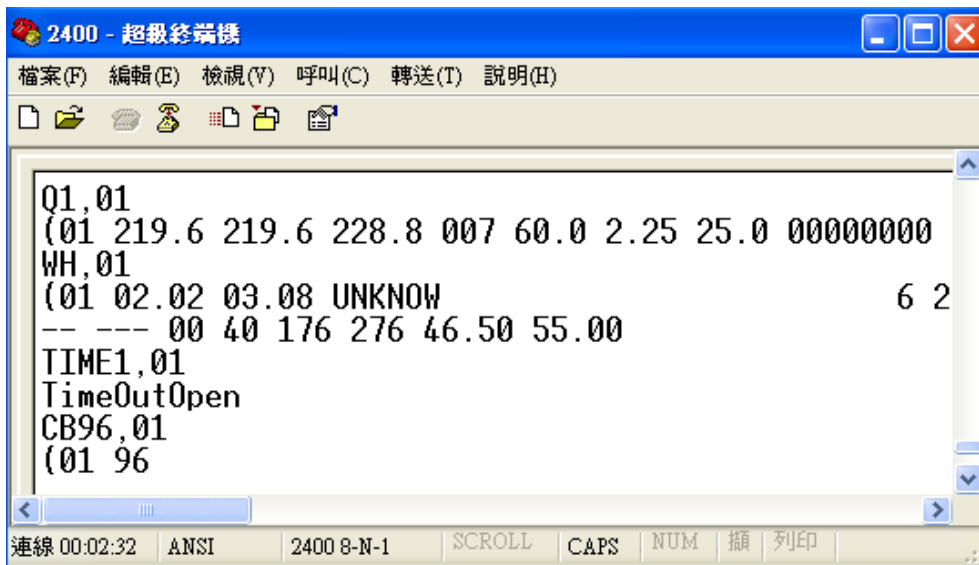 2400 - 超級終端機
檔案(F) 編輯(E) 檢視(V) 呼叫(C) 轉送(T) 說明(H)
Q1,01
(01 219.6 219.6 228.8 007 60.0 2.25 25.0 00000000
WH,01
(01 02.02 03.08 UNKNOW 6 2
-- --- 00 40 176 276 46.50 55.00
TIME1,01
TimeOutOpen
CB96,01
(01 96
連線 00:02:32 ANSI 2400 8-N-1 SCROLL CAPS NUM 擷 列印